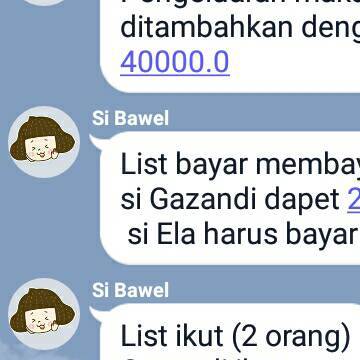 ditambahkan deng
40000.0
Si Bawel
List bayar membay
si Gazandi dapet 2
si Ela harus bayar
Si Bawel
List ikut (2 orang)